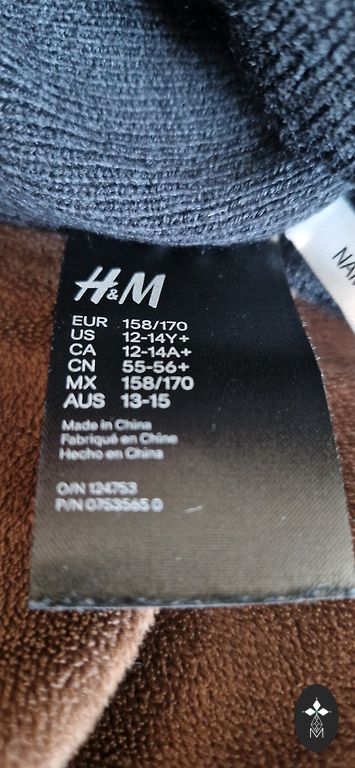 H&M
EUR 158/170
US 12-14Y+
CA 12-14A+
CN 55-56+
MX 158/170
AUS 13-15
Made in China
Fabriqué en Chine
Hecho en China
O/N 124753
P/N 0753565 0
NAM
M